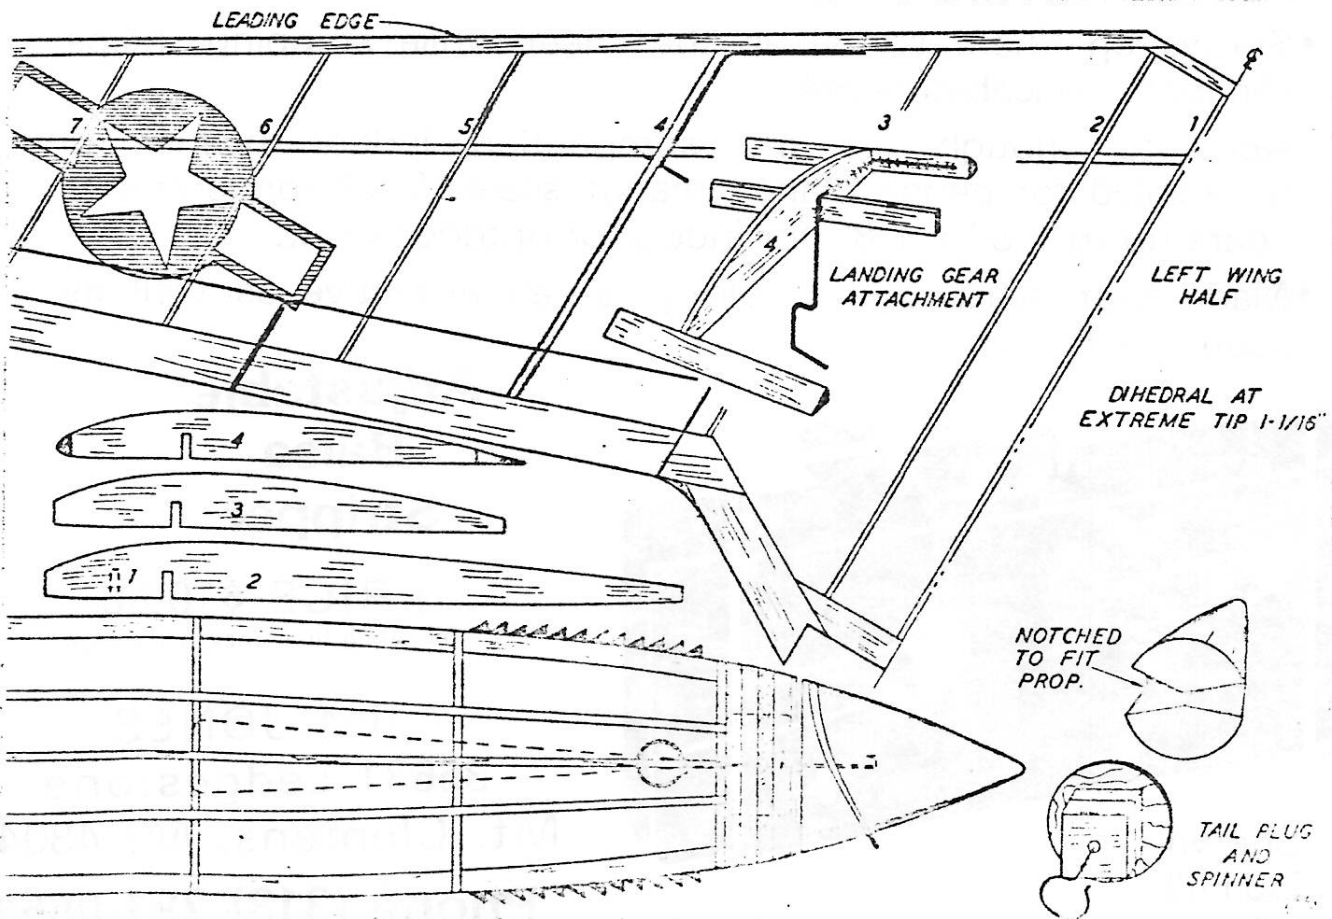 LEADING EDGE
℄
7
6
5
4
3
2
1
4
LANDING GEAR
ATTACHMENT
LEFT WING
HALF
DIHEDRAL AT
EXTREME TIP 1-1/16"
4
3
1
2
NOTCHED
TO FIT
PROP.
TAIL PLUG
AND
SPINNER